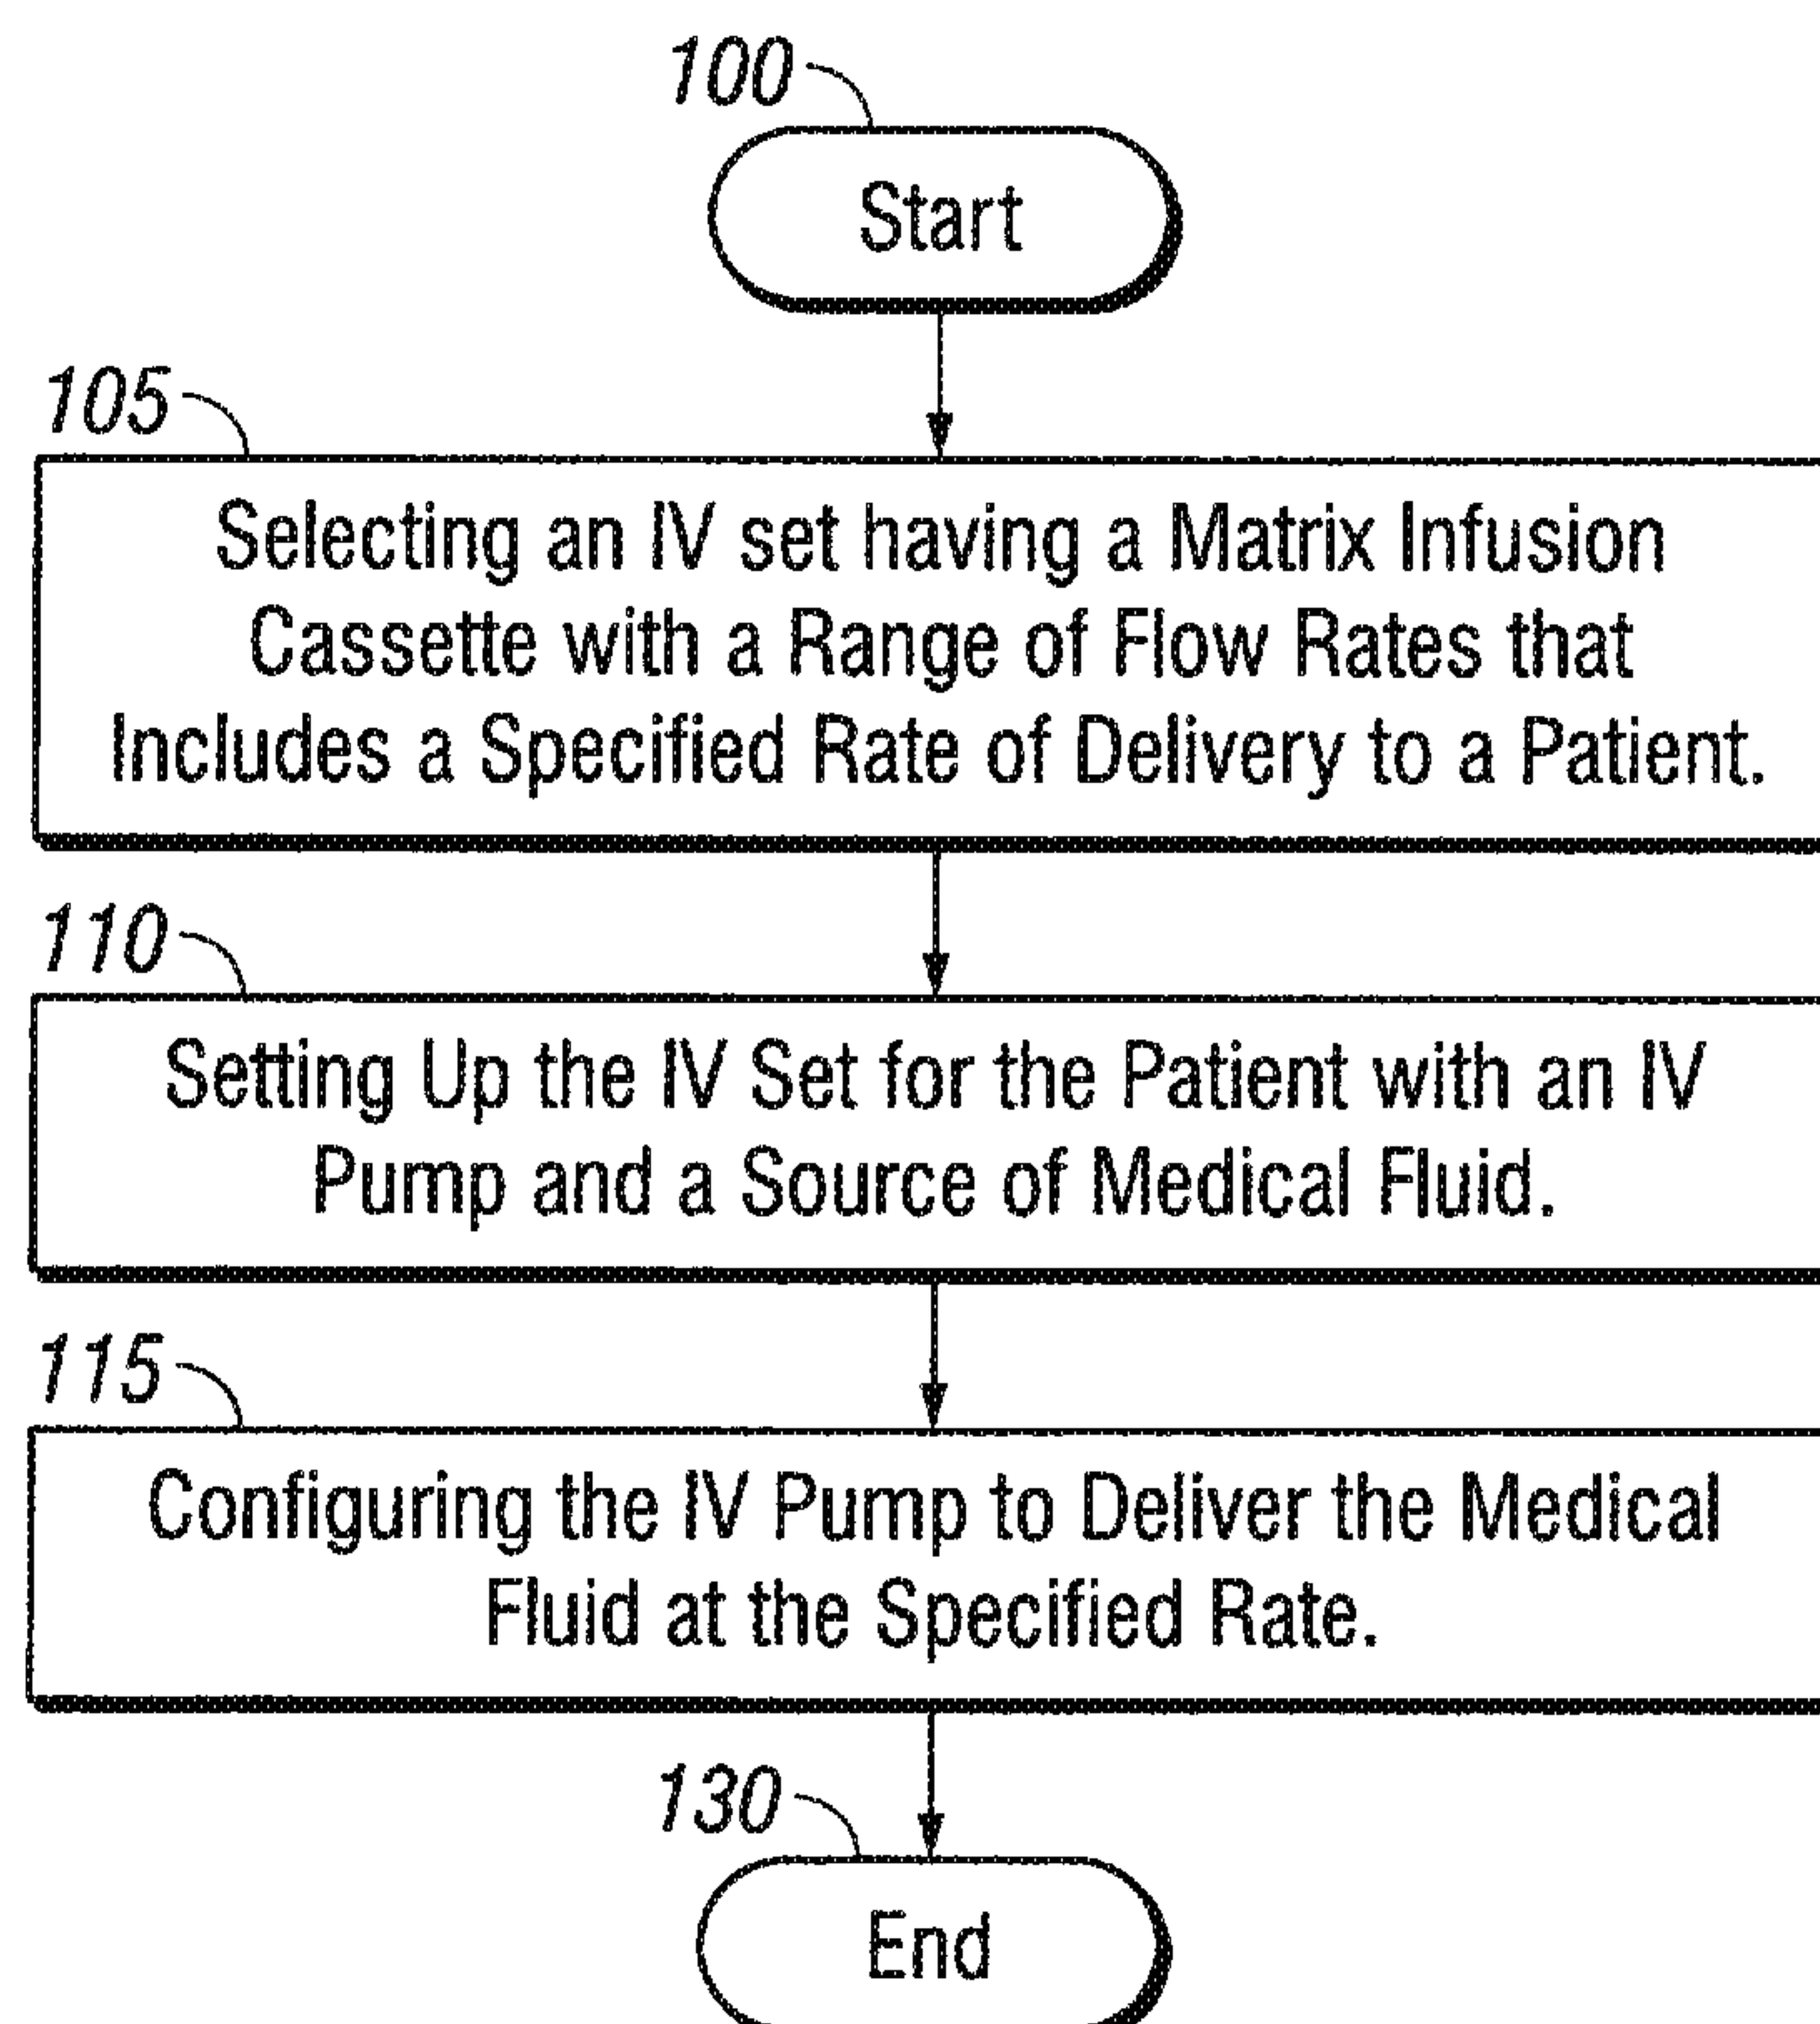 100
Start
105
Selecting an IV set having a Matrix Infusion
Cassette with a Range of Flow Rates that
Includes a Specified Rate of Delivery to a Patient.
110
Setting Up the IV Set for the Patient with an IV
Pump and a Source of Medical Fluid.
115
Configuring the IV Pump to Deliver the Medical
Fluid at the Specified Rate.
130
End